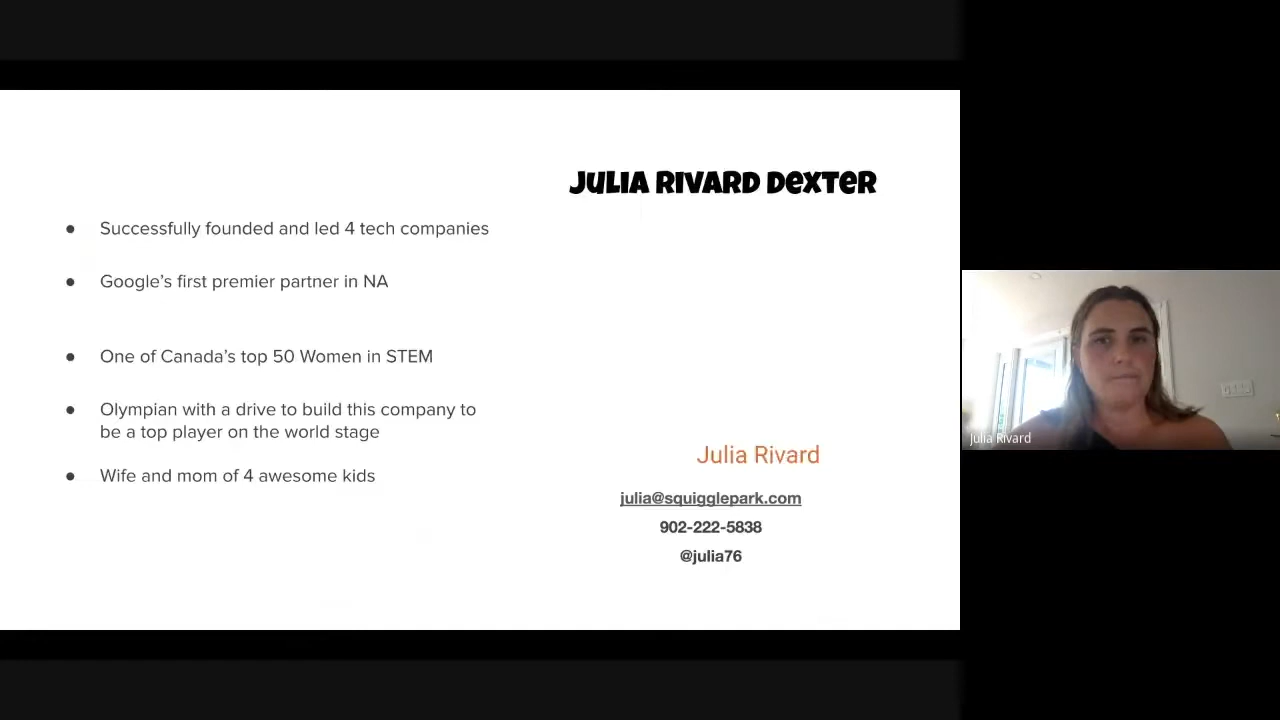 JULIA RIVARD DEXTER
● Successfully founded and led 4 tech companies
● Google's first premier partner in NA
● One of Canada's top 50 Women in STEM
● Olympian with a drive to build this company to
be a top player on the world stage
● Wife and mom of 4 awesome kids
Julia Rivard
julia@squigglepark.com
902-222-5838
@julia76
Julia Rivard